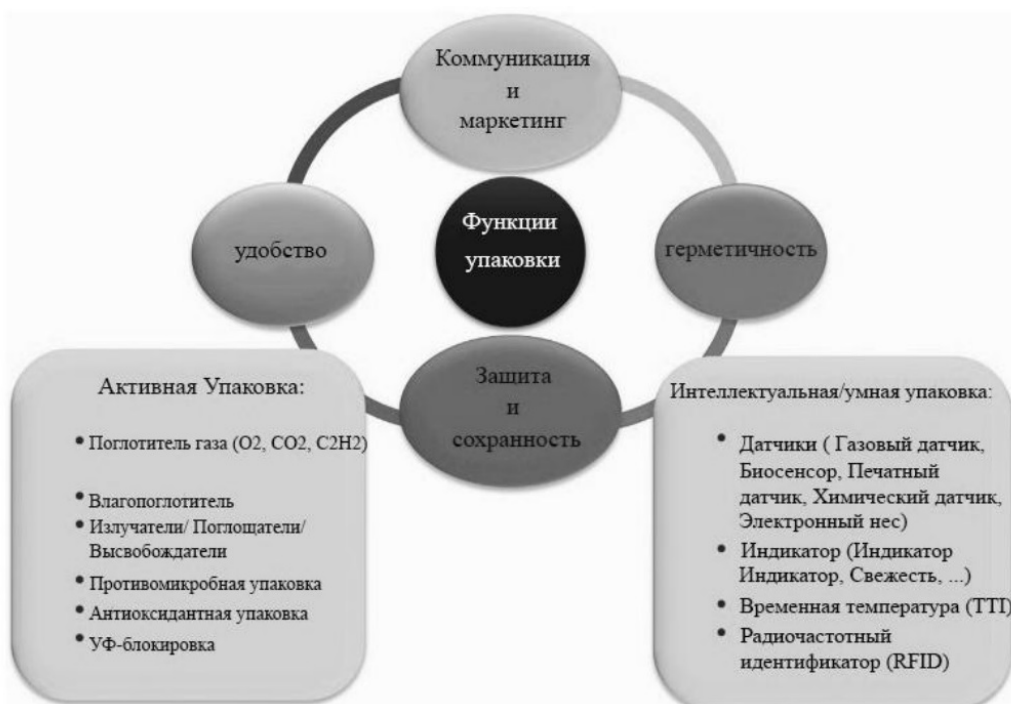 Коммуникация
и
маркетинг
Функции
упаковки
удобство
герметичность
Защита
и
сохранность
Активная Упаковка:
• Поглотитель газа (O2, CO2, C2H2)
• Влагопоглотитель
• Излучатели/ Поглощатели/
Высвобождатели
• Противомикробная упаковка
• Антиоксидантная упаковка
• УФ-блокировка
Интеллектуальная/умная упаковка:
• Датчики ( Газовый датчик,
Биосенсор, Печатный
датчик, Химический датчик,
Электронный нес)
• Индикатор (Индикатор
Индикатор, Свежесть, ...)
• Временная температура (TTI)
• Радиочастотный
идентификатор (RFID)